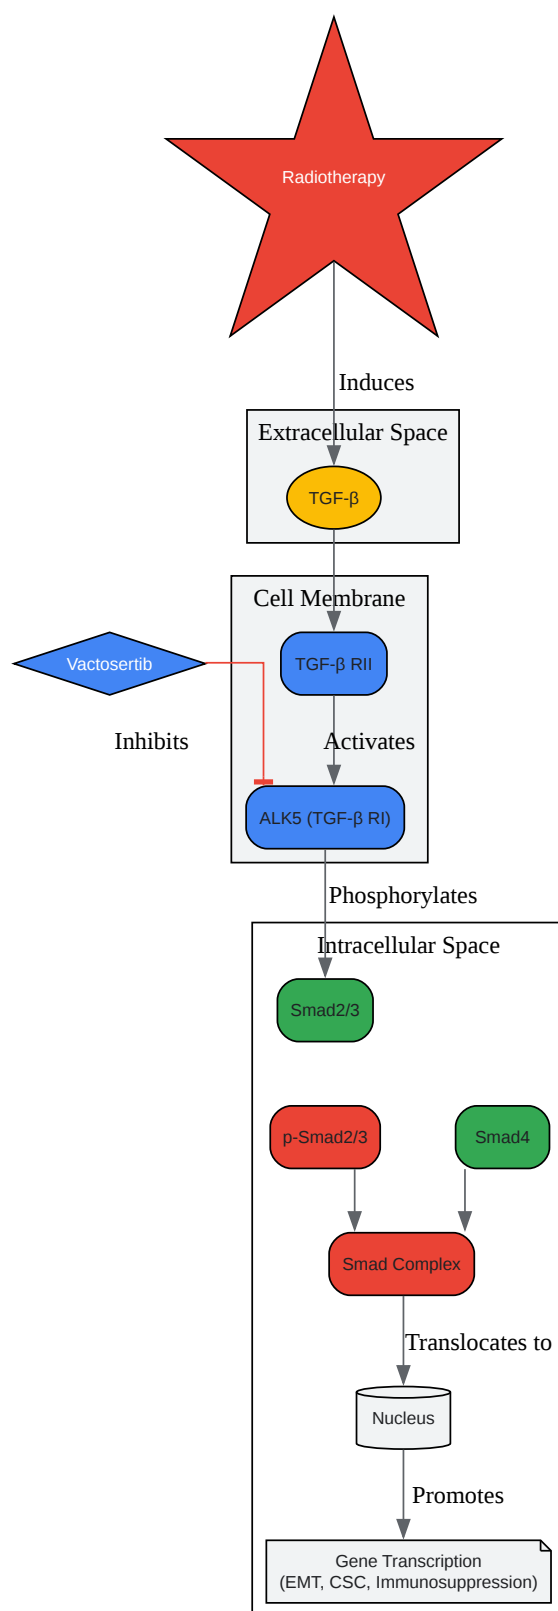 Radiotherapy
Induces
Extracellular Space
TGF-β
Cell Membrane
Vactosertib
TGF-β RII
Inhibits
Activates
ALK5 (TGF-β RI)
Phosphorylates
Intracellular Space
Smad2/3
p-Smad2/3
Smad4
Smad Complex
Translocates to
Nucleus
Promotes
Gene Transcription
(EMT, CSC, Immunosuppression)